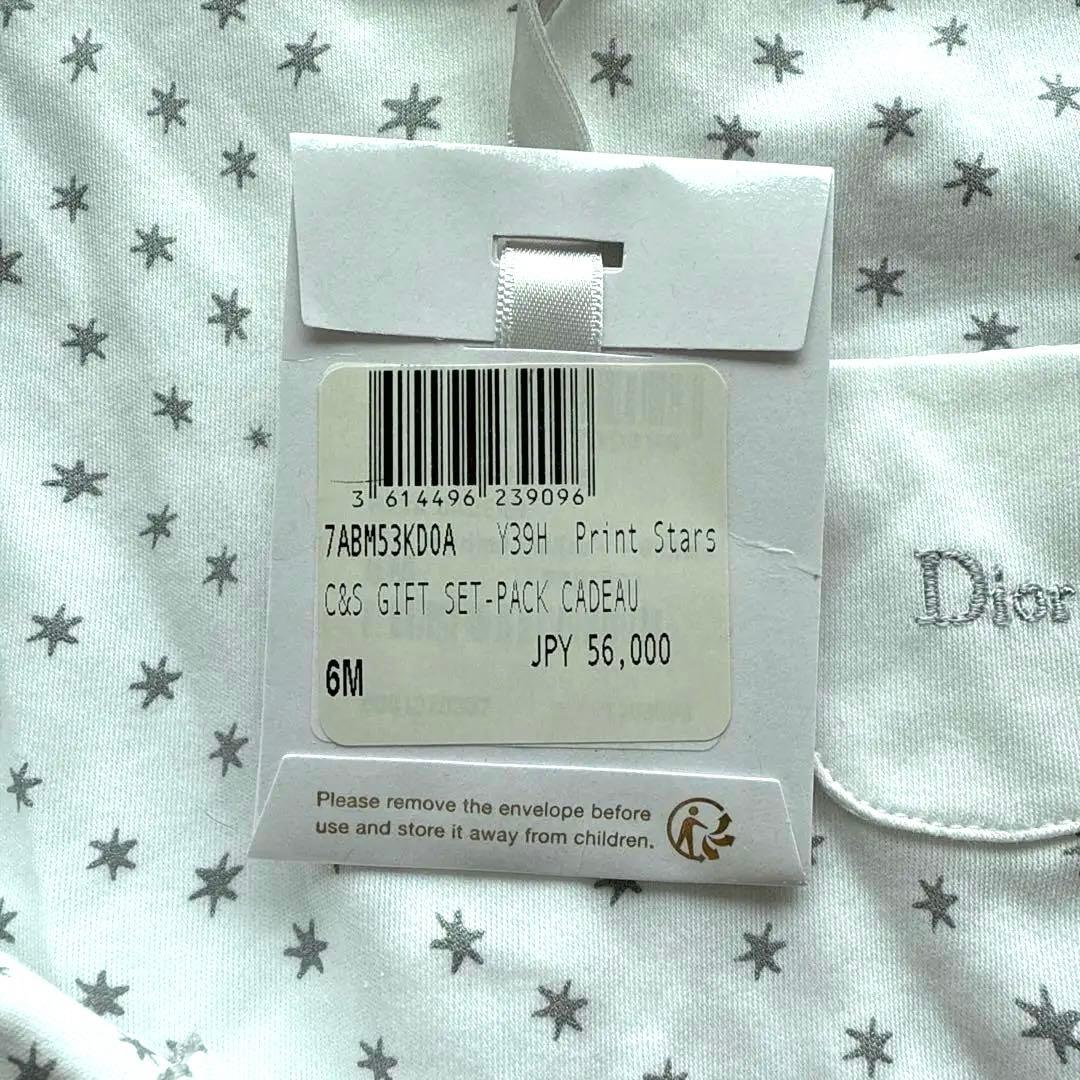 3 614496 239096
7ABM53KD0A Y39H Print Stars
C&S GIFT SET-PACK CADEAU
JPY 56,000
6M
Dior
Please remove the envelope before
use and store it away from children.